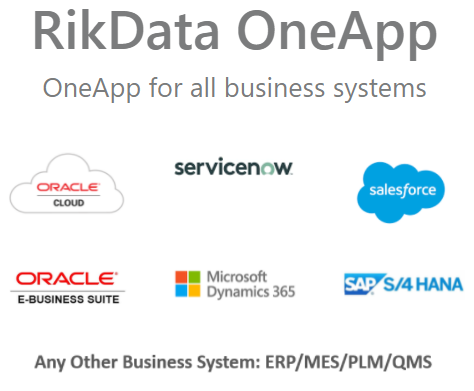 RikData OneApp
OneApp for all business systems
ORACLE
CLOUD
servicenow
salesforce
ORACLE
E-BUSINESS SUITE
Microsoft
Dynamics 365
SAP S/4 HANA
Any Other Business System: ERP/MES/PLM/QMS